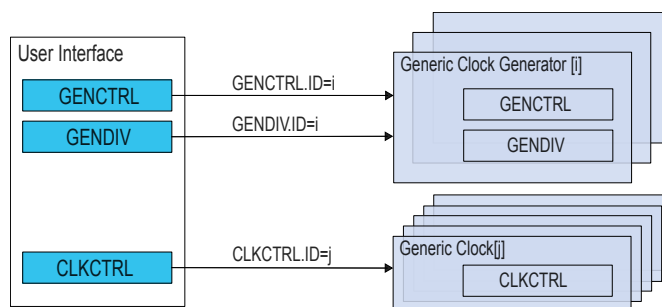 User Interface
GENCTRL
GENDIV
CLKCTRL
GENCTRL.ID=i
GENDIV.ID=i
CLKCTRL.ID=j
Generic Clock Generator [i]
GENCTRL
GENDIV
Generic Clock[j]
CLKCTRL